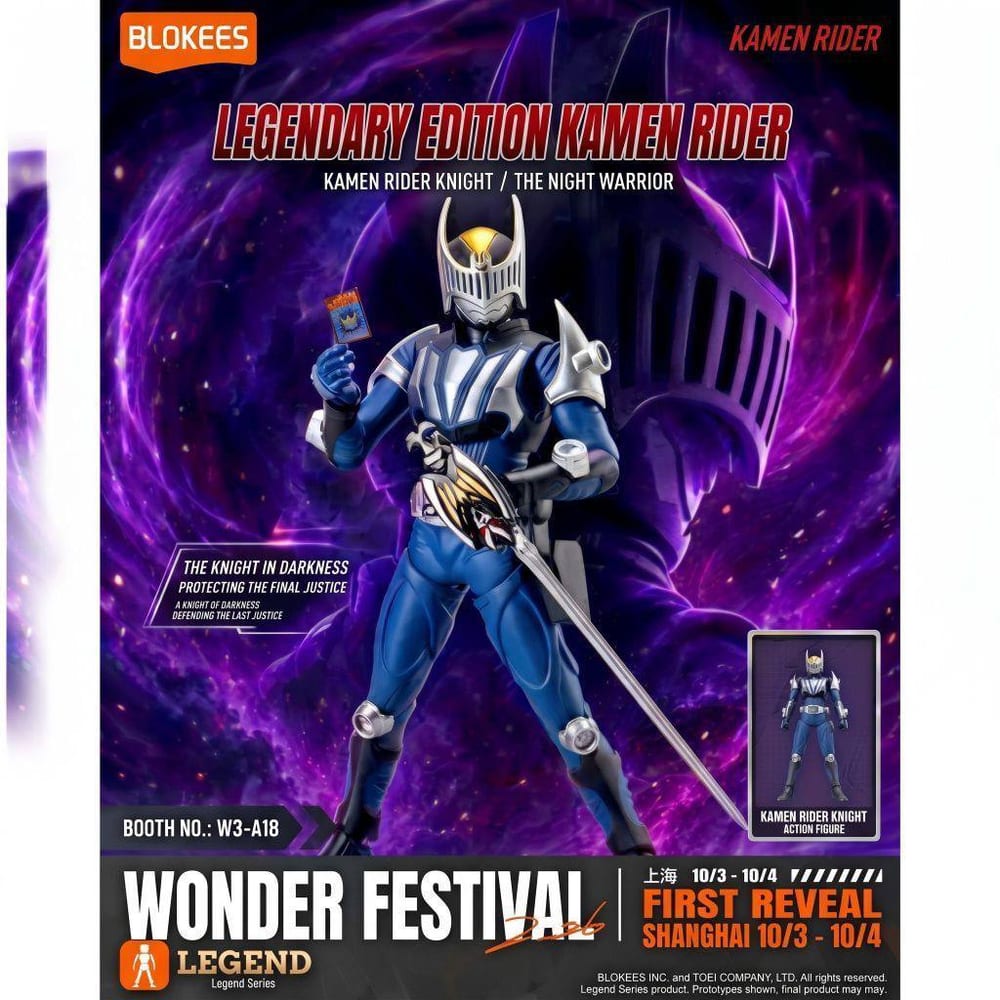 BLOKEES
KAMEN RIDER
LEGENDARY EDITION KAMEN RIDER
KAMEN RIDER KNIGHT / THE NIGHT WARRIOR
THE KNIGHT IN DARKNESS
PROTECTING THE FINAL JUSTICE
A KNIGHT OF DARKNESS
DEFENDING THE LAST JUSTICE
KAMEN RIDER KNIGHT
ACTION FIGURE
BOOTH NO.: W3-A18
WONDER FESTIVAL
上海 10/3 - 10/4
FIRST REVEAL
SHANGHAI 10/3 - 10/4
LEGEND
Legend Series
BLOKEES INC. and TOEI COMPANY, LTD. All rights reserved.
Legend Series product. Prototypes shown, final product may may.